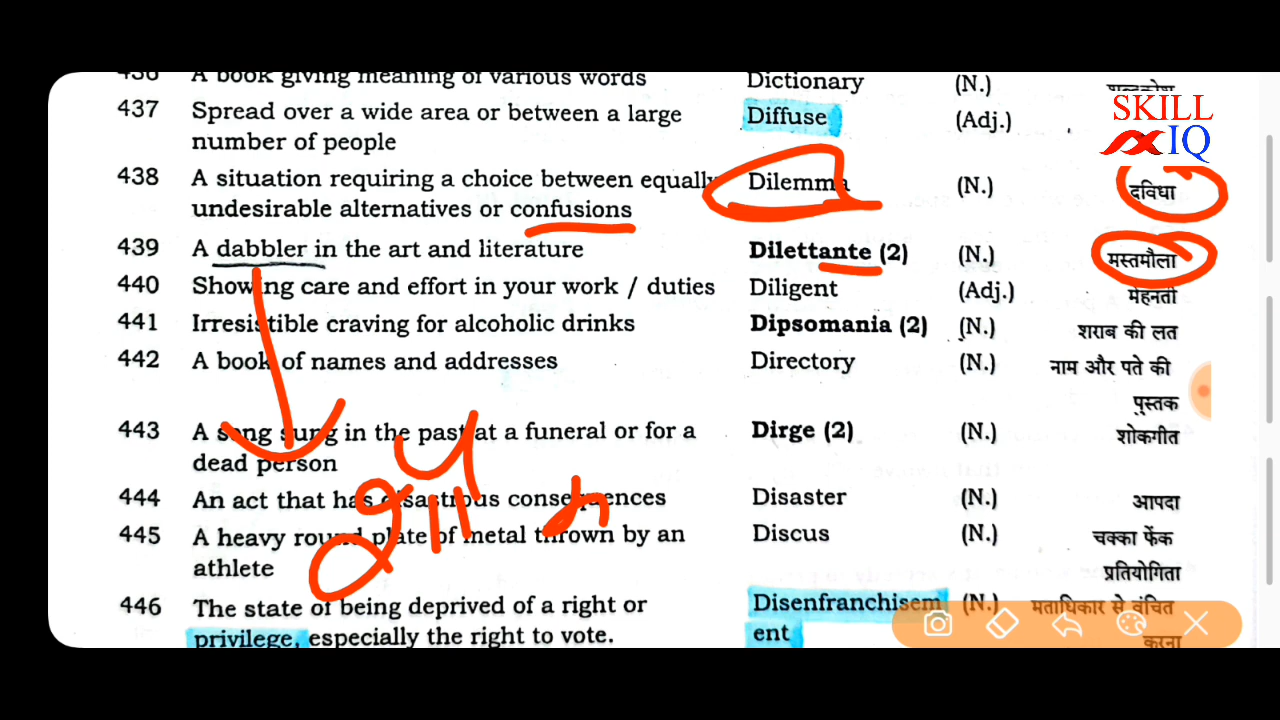 436 A book giving meaning of various words Dictionary (N.) शब्दकोश
SKILL
IQ
437 Spread over a wide area or between a large Diffuse (Adj.)
number of people
438 A situation requiring a choice between equally Dilemma (N.) दुविधा
undesirable alternatives or confusions
439 A dabbler in the art and literature Dilettante (2) (N.) मस्तमौला
440 Showing care and effort in your work / duties Diligent (Adj.) मेहनती
441 Irresistible craving for alcoholic drinks Dipsomania (2) (N.) शराब की लत
442 A book of names and addresses Directory (N.) नाम और पते की
पुस्तक
443 A song sung in the past at a funeral or for a Dirge (2) (N.) शोकगीत
dead person
444 An act that has disastrous consequences Disaster (N.) आपदा
445 A heavy round plate of metal thrown by an Discus (N.) चक्का फेंक
athlete प्रतियोगिता
446 The state of being deprived of a right or Disenfranchisem (N.) मताधिकार से वंचित
privilege, especially the right to vote. ent करना